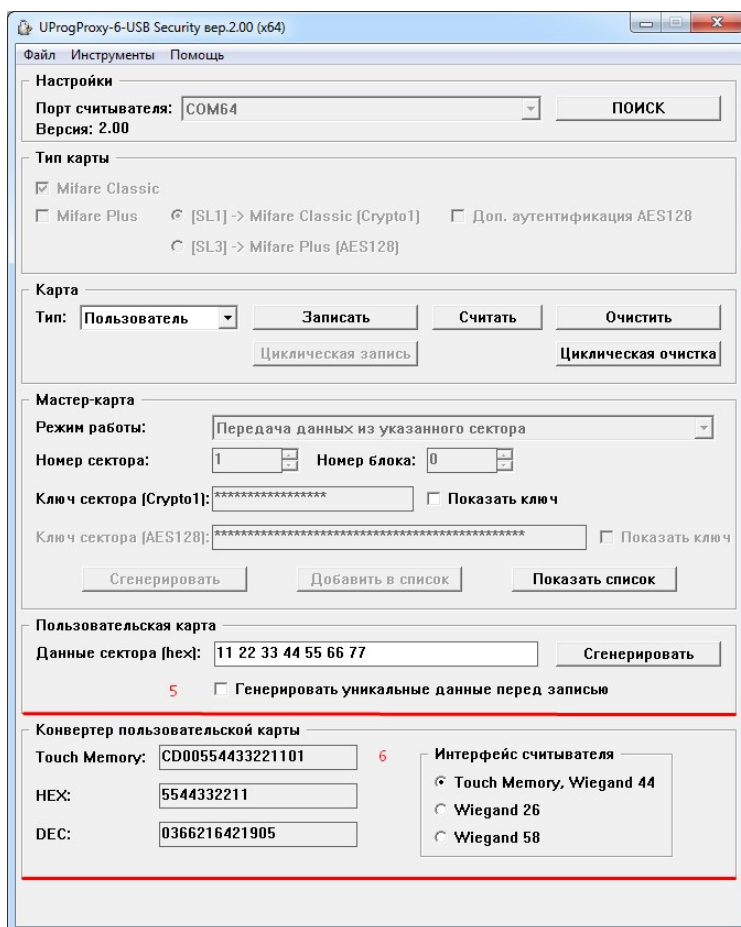 UProgProxy-6-USB Security вер.2.00 (x64)
Файл Инструменты Помощь
Настройки
Порт считывателя: COM64 ПОИСК
Версия: 2.00
Тип карты
Mifare Classic
Mifare Plus [SL1] -> Mifare Classic (Crypto1) Доп. аутентификация AES128
[SL3] -> Mifare Plus (AES128)
Карта
Тип: Пользователь Записать Считать Очистить
Циклическая запись Циклическая очистка
Мастер-карта
Режим работы: Передача данных из указанного сектора
Номер сектора: 1 Номер блока: 0
Ключ сектора (Crypto1): ***************** Показать ключ
Ключ сектора (AES128): *********************************************** Показать ключ
Сгенерировать Добавить в список Показать список
Пользовательская карта
Данные сектора (hex): 11 22 33 44 55 66 77 Сгенерировать
5 Генерировать уникальные данные перед записью
Конвертер пользовательской карты
Touch Memory: CD00554433221101 6 Интерфейс считывателя
Touch Memory, Wiegand 44
HEX: 5544332211
Wiegand 26
DEC: 0366216421905
Wiegand 58